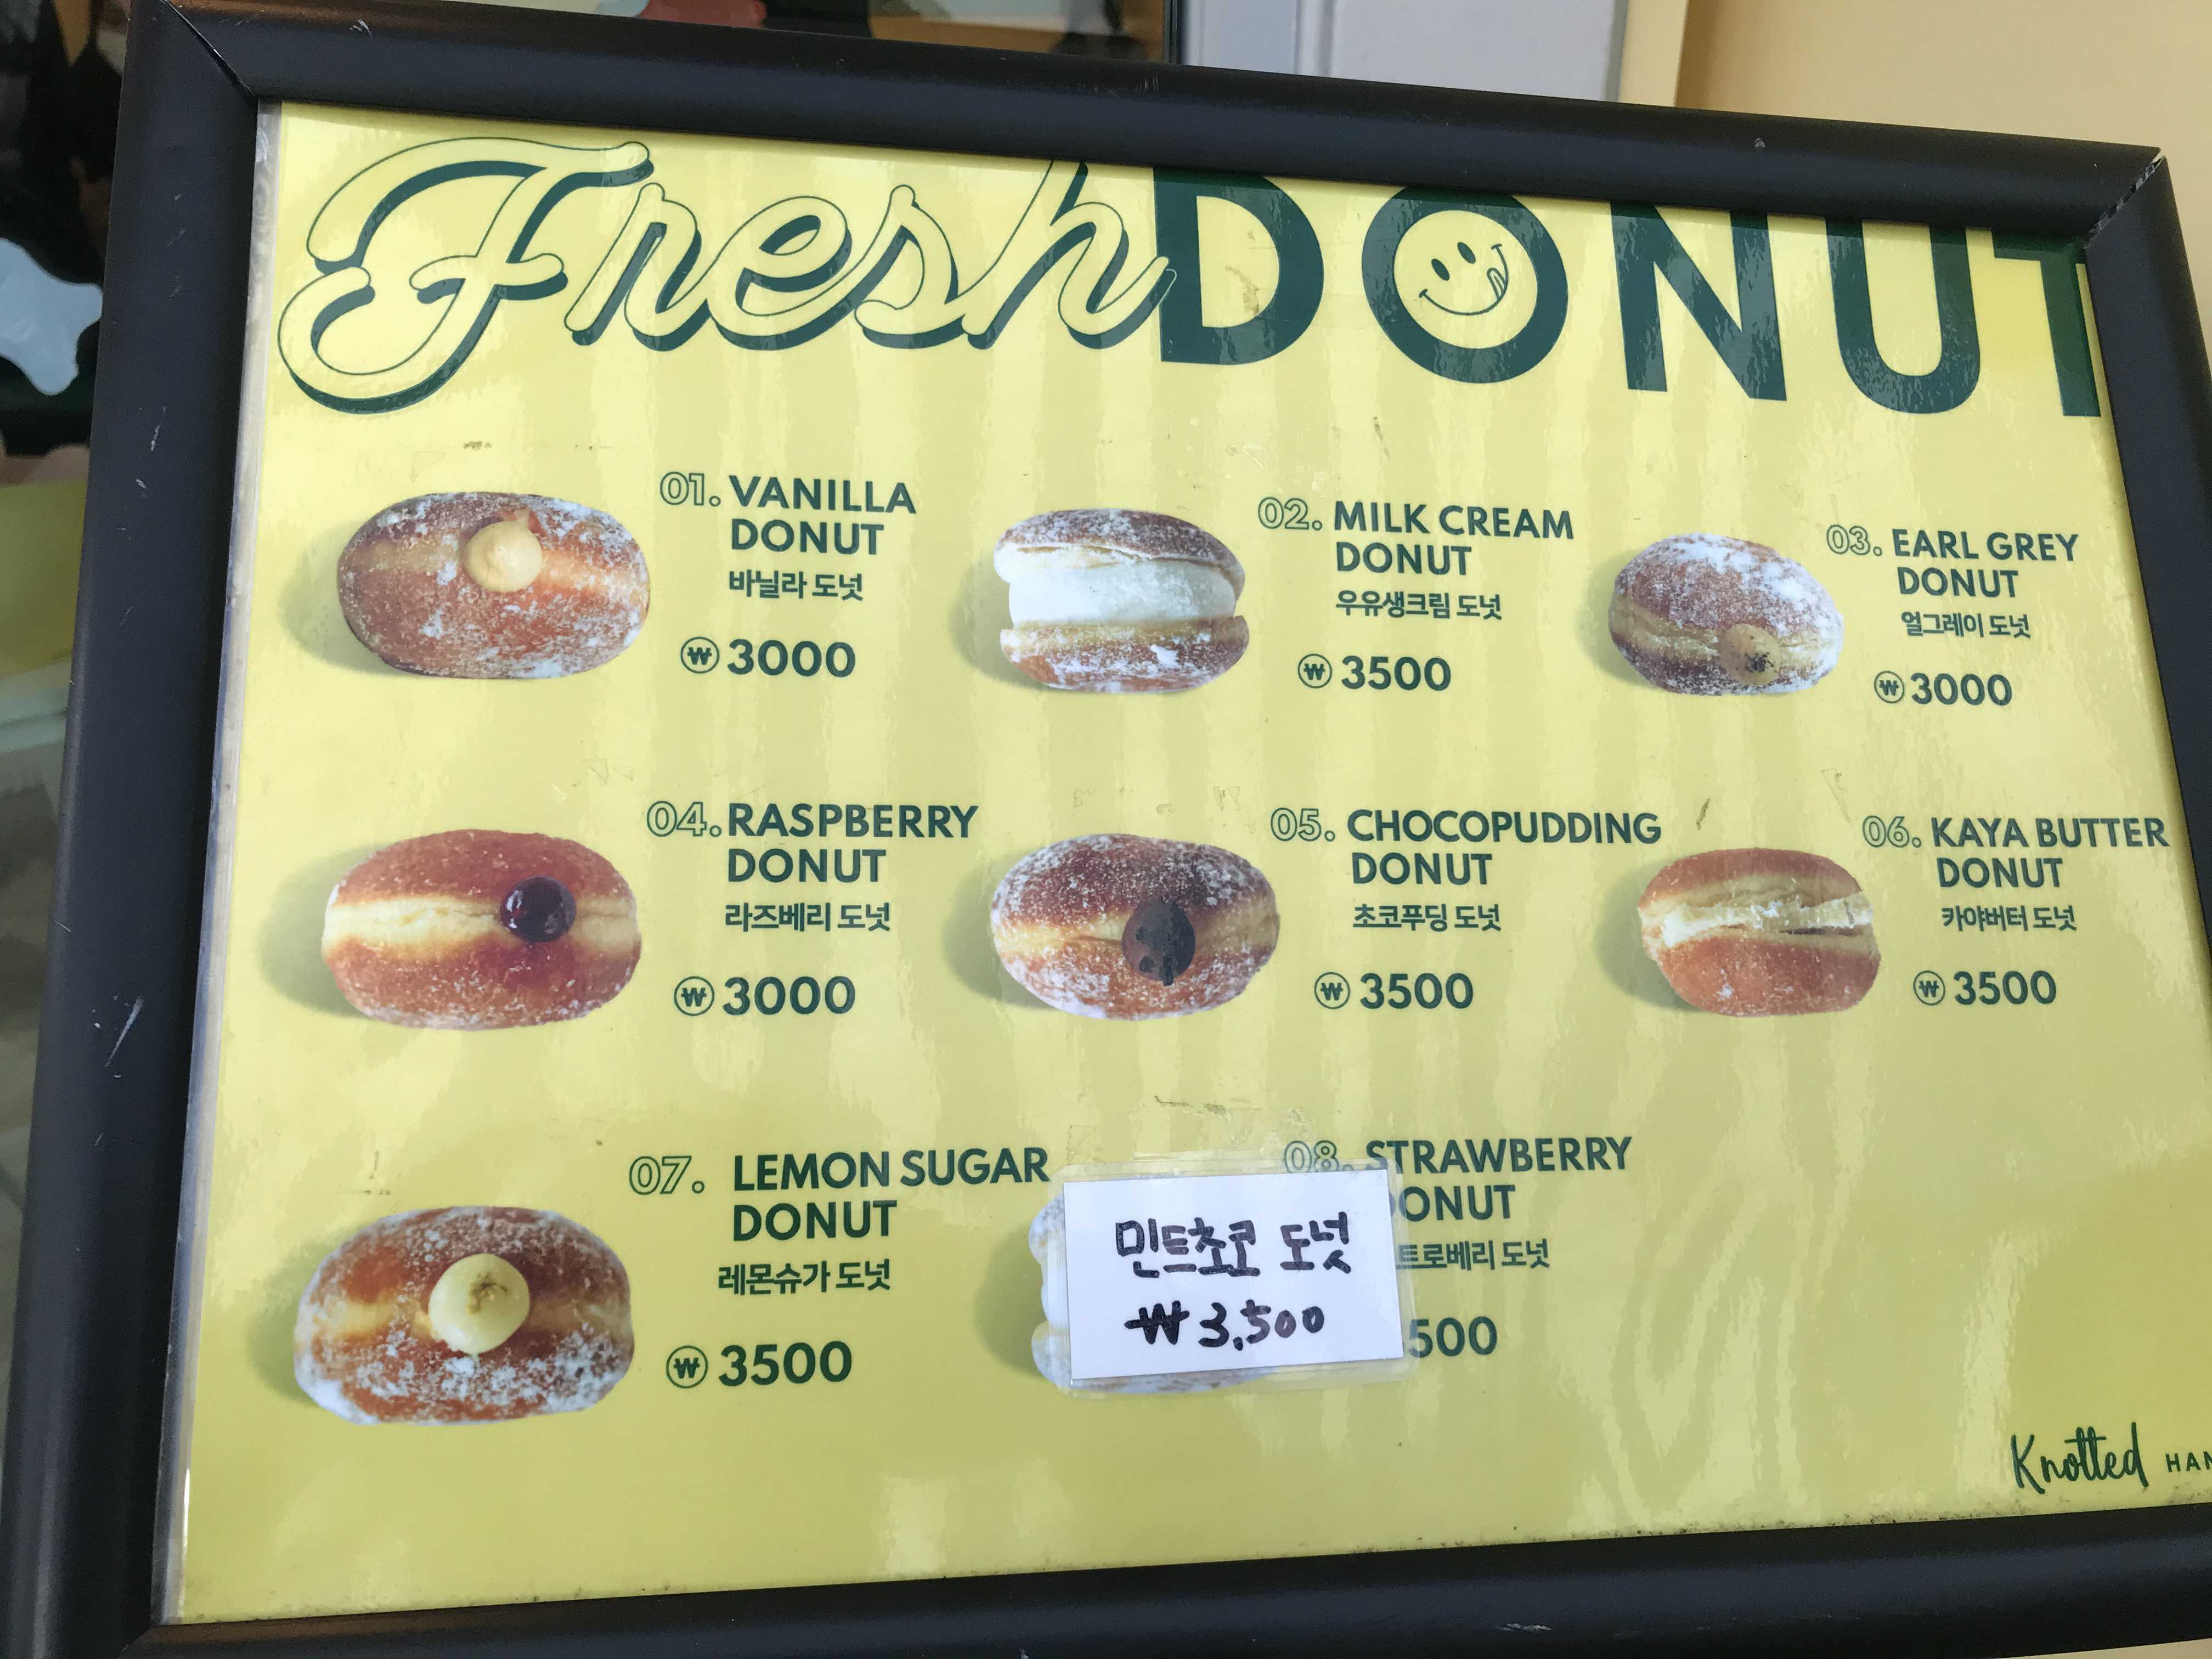 Fresh DONUT
01. VANILLA
DONUT
바닐라 도넛
₩ 3000
02. MILK CREAM
DONUT
우유생크림 도넛
₩ 3500
03. EARL GREY
DONUT
얼그레이 도넛
₩ 3000
04. RASPBERRY
DONUT
라즈베리 도넛
₩ 3000
05. CHOCOPUDDING
DONUT
초코푸딩 도넛
₩ 3500
06. KAYA BUTTER
DONUT
카야버터 도넛
₩ 3500
07. LEMON SUGAR
DONUT
레몬슈가 도넛
₩ 3500
민트초코 도넛
₩ 3,500
08. STRAWBERRY
ONUT
트로베리 도넛
500
Knotted